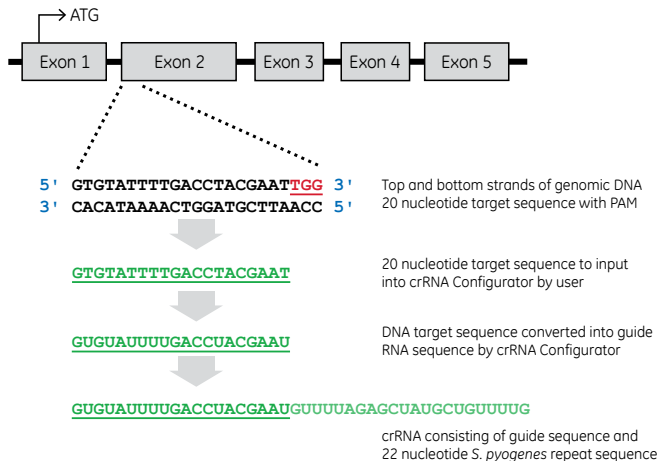 ATG
Exon 1 Exon 2 Exon 3 Exon 4 Exon 5
5' GTGTATTTTGACCTACGAATTGG 3'
3' CACATAAAACTGGATGCTTAACC 5'
Top and bottom strands of genomic DNA
20 nucleotide target sequence with PAM
GTGTATTTTGACCTACGAAT
20 nucleotide target sequence to input
into crRNA Configurator by user
GUGUAUUUUGACCUACGAAU
DNA target sequence converted into guide
RNA sequence by crRNA Configurator
GUGUAUUUUGACCUACGAAUGUUUUAGAGCUAUGCUGUUUUG
crRNA consisting of guide sequence and
22 nucleotide S. pyogenes repeat sequence